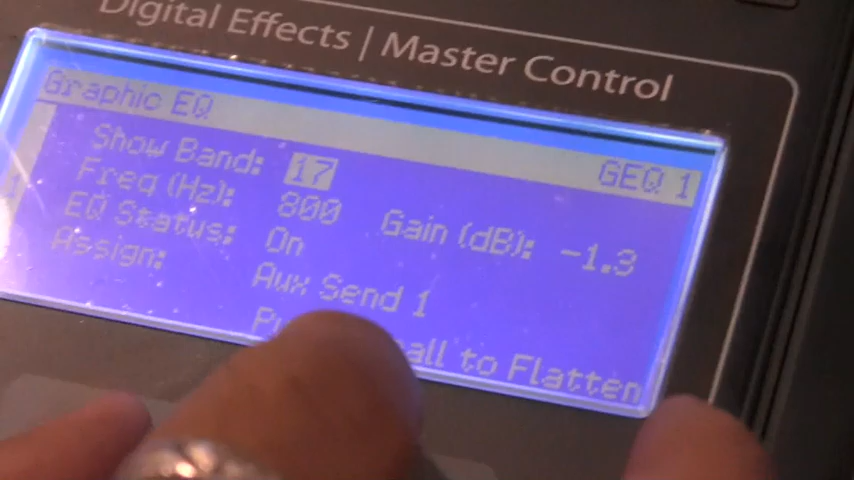 Digital Effects | Master Control
Graphic EQ
GEQ 1
Show Band: 17
Freq (Hz): 800 Gain (dB): -1.3
EQ Status: On
Assign: Aux Send 1
to Flatten